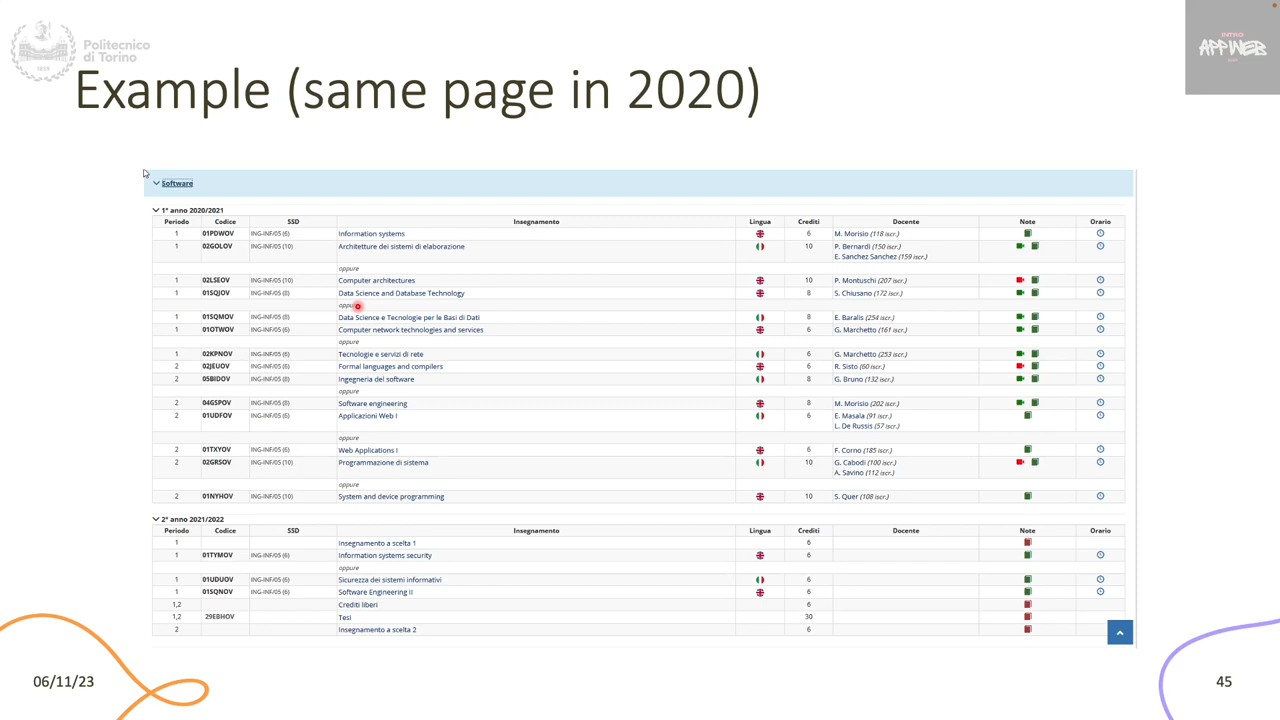 Politecnico
di Torino
1859
INTRO
APPWEB
Example (same page in 2020)
Software
1° anno 2020/2021
Periodo Codice SSD Insegnamento Lingua Crediti Docente Note Orario
1 01PDWOV ING-INF/05 (6) Information systems 6 M. Morisio (118 iscr.)
1 02GOLOV ING-INF/05 (10) Architetture dei sistemi di elaborazione 10 P. Bernardi (150 iscr.)
E. Sanchez Sanchez (159 iscr.)
oppure
1 02LSEOV ING-INF/05 (10) Computer architectures 10 P. Montuschi (207 iscr.)
1 01SQJOV ING-INF/05 (8) Data Science and Database Technology 8 S. Chiusano (172 iscr.)
oppure
1 01SQMOV ING-INF/05 (8) Data Science e Tecnologie per le Basi di Dati 8 E. Baralis (254 iscr.)
1 01OTWOV ING-INF/05 (6) Computer network technologies and services 6 G. Marchetto (161 iscr.)
oppure
1 02KPNOV ING-INF/05 (6) Tecnologie e servizi di rete 6 G. Marchetto (253 iscr.)
2 02JEUOV ING-INF/05 (6) Formal languages and compilers 6 R. Sisto (60 iscr.)
2 05BIDOV ING-INF/05 (8) Ingegneria del software 8 G. Bruno (132 iscr.)
oppure
2 04GSPOV ING-INF/05 (8) Software engineering 8 M. Morisio (202 iscr.)
2 01UDFOV ING-INF/05 (6) Applicazioni Web I 6 E. Masala (91 iscr.)
L. De Russis (57 iscr.)
oppure
2 01TXYOV ING-INF/05 (6) Web Applications I 6 F. Corno (185 iscr.)
2 02GRSOV ING-INF/05 (10) Programmazione di sistema 10 G. Cabodi (100 iscr.)
A. Savino (112 iscr.)
oppure
2 01NYHOV ING-INF/05 (10) System and device programming 10 S. Quer (108 iscr.)
2° anno 2021/2022
Periodo Codice SSD Insegnamento Lingua Crediti Docente Note Orario
1 Insegnamento a scelta 1 6
1 01TYMOV ING-INF/05 (6) Information systems security 6
oppure
1 01UDUOV ING-INF/05 (6) Sicurezza dei sistemi informativi 6
1 01SQNOV ING-INF/05 (6) Software Engineering II 6
1,2 Crediti liberi 6
1,2 29EBHOV Tesi 30
2 Insegnamento a scelta 2 6
06/11/23
45